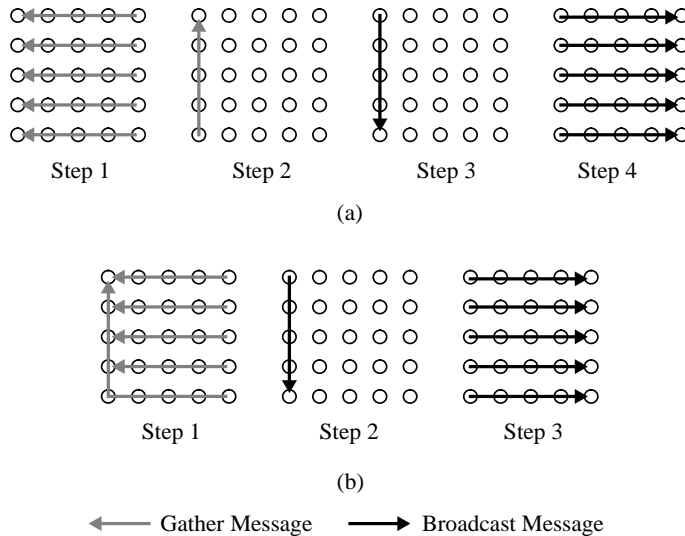 Step 1 Step 2 Step 3 Step 4
(a)
Step 1 Step 2 Step 3
(b)
Gather Message Broadcast Message